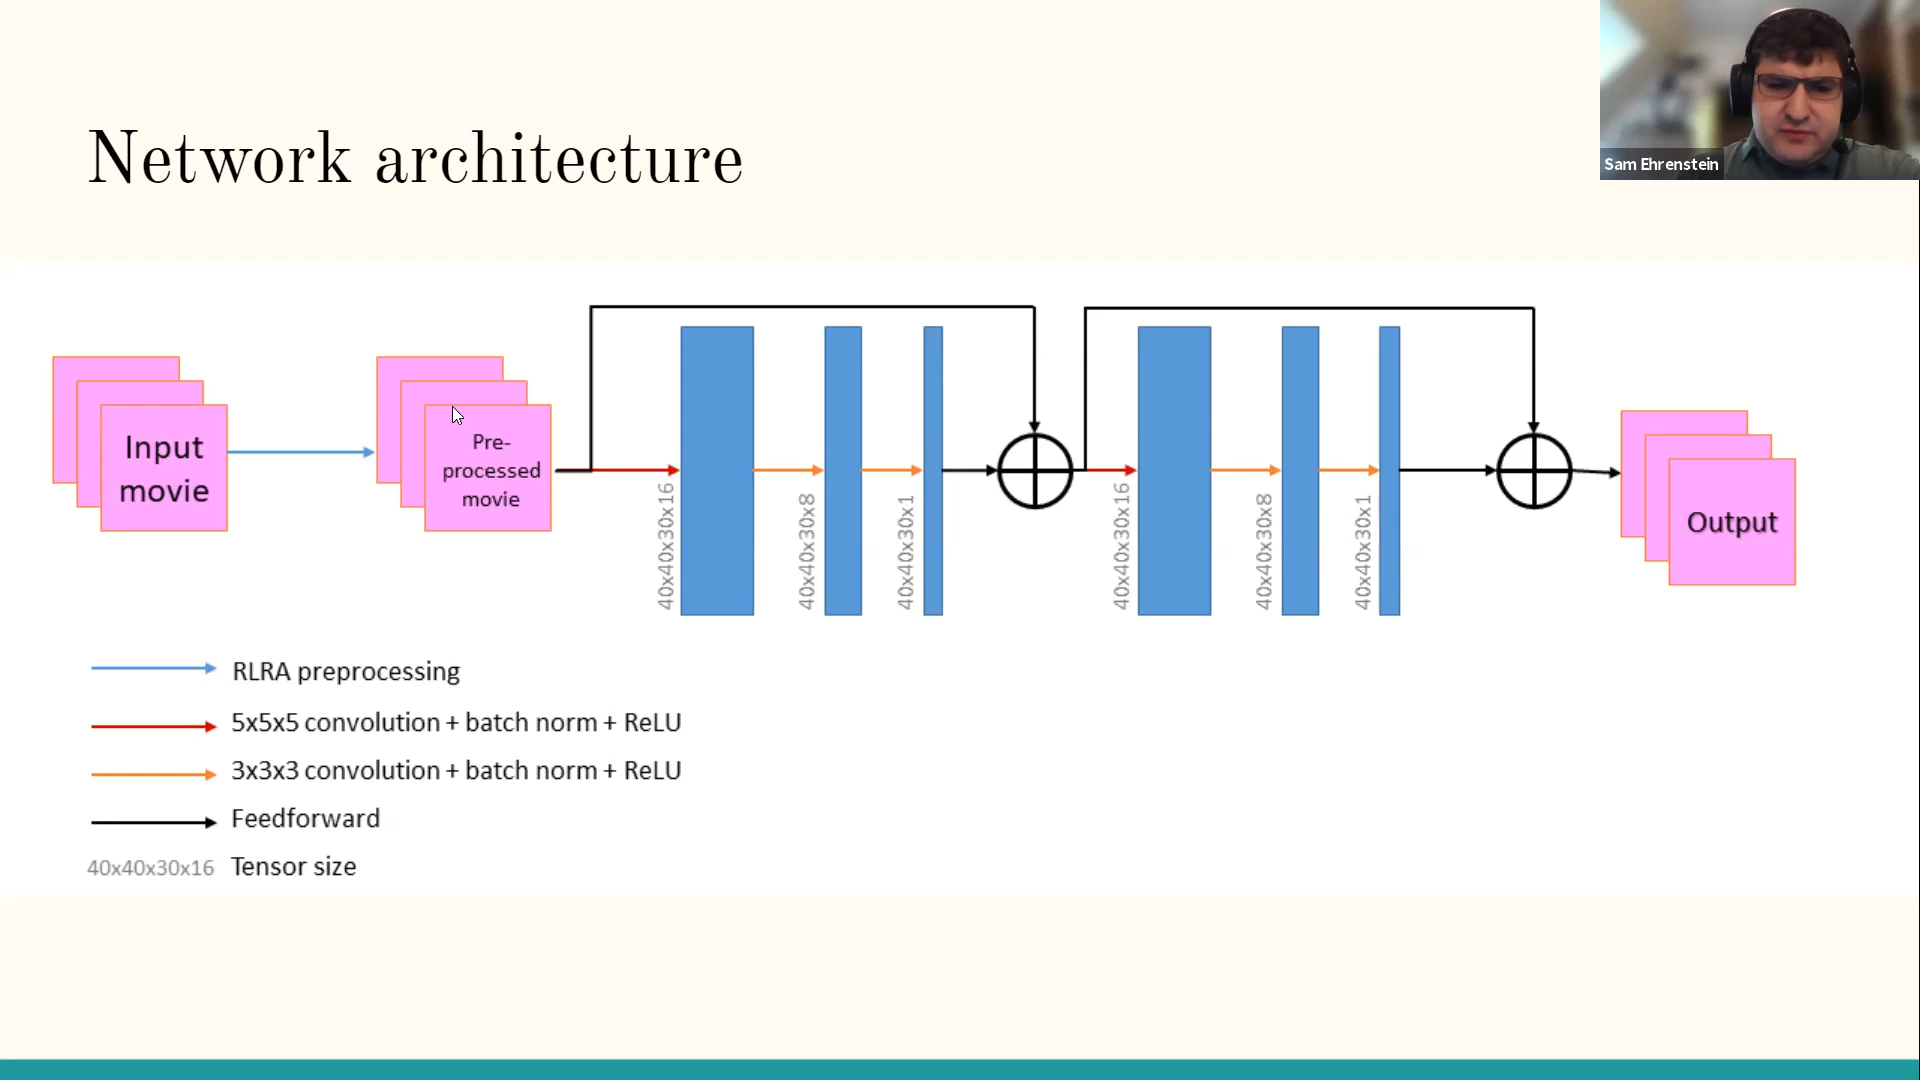 Sam Ehrenstein
Network architecture
Input
movie
Pre-
processed
movie
40x40x30x16
40x40x30x8
40x40x30x1
40x40x30x16
40x40x30x8
40x40x30x1
Output
RLRA preprocessing
5x5x5 convolution + batch norm + ReLU
3x3x3 convolution + batch norm + ReLU
Feedforward
40x40x30x16 Tensor size